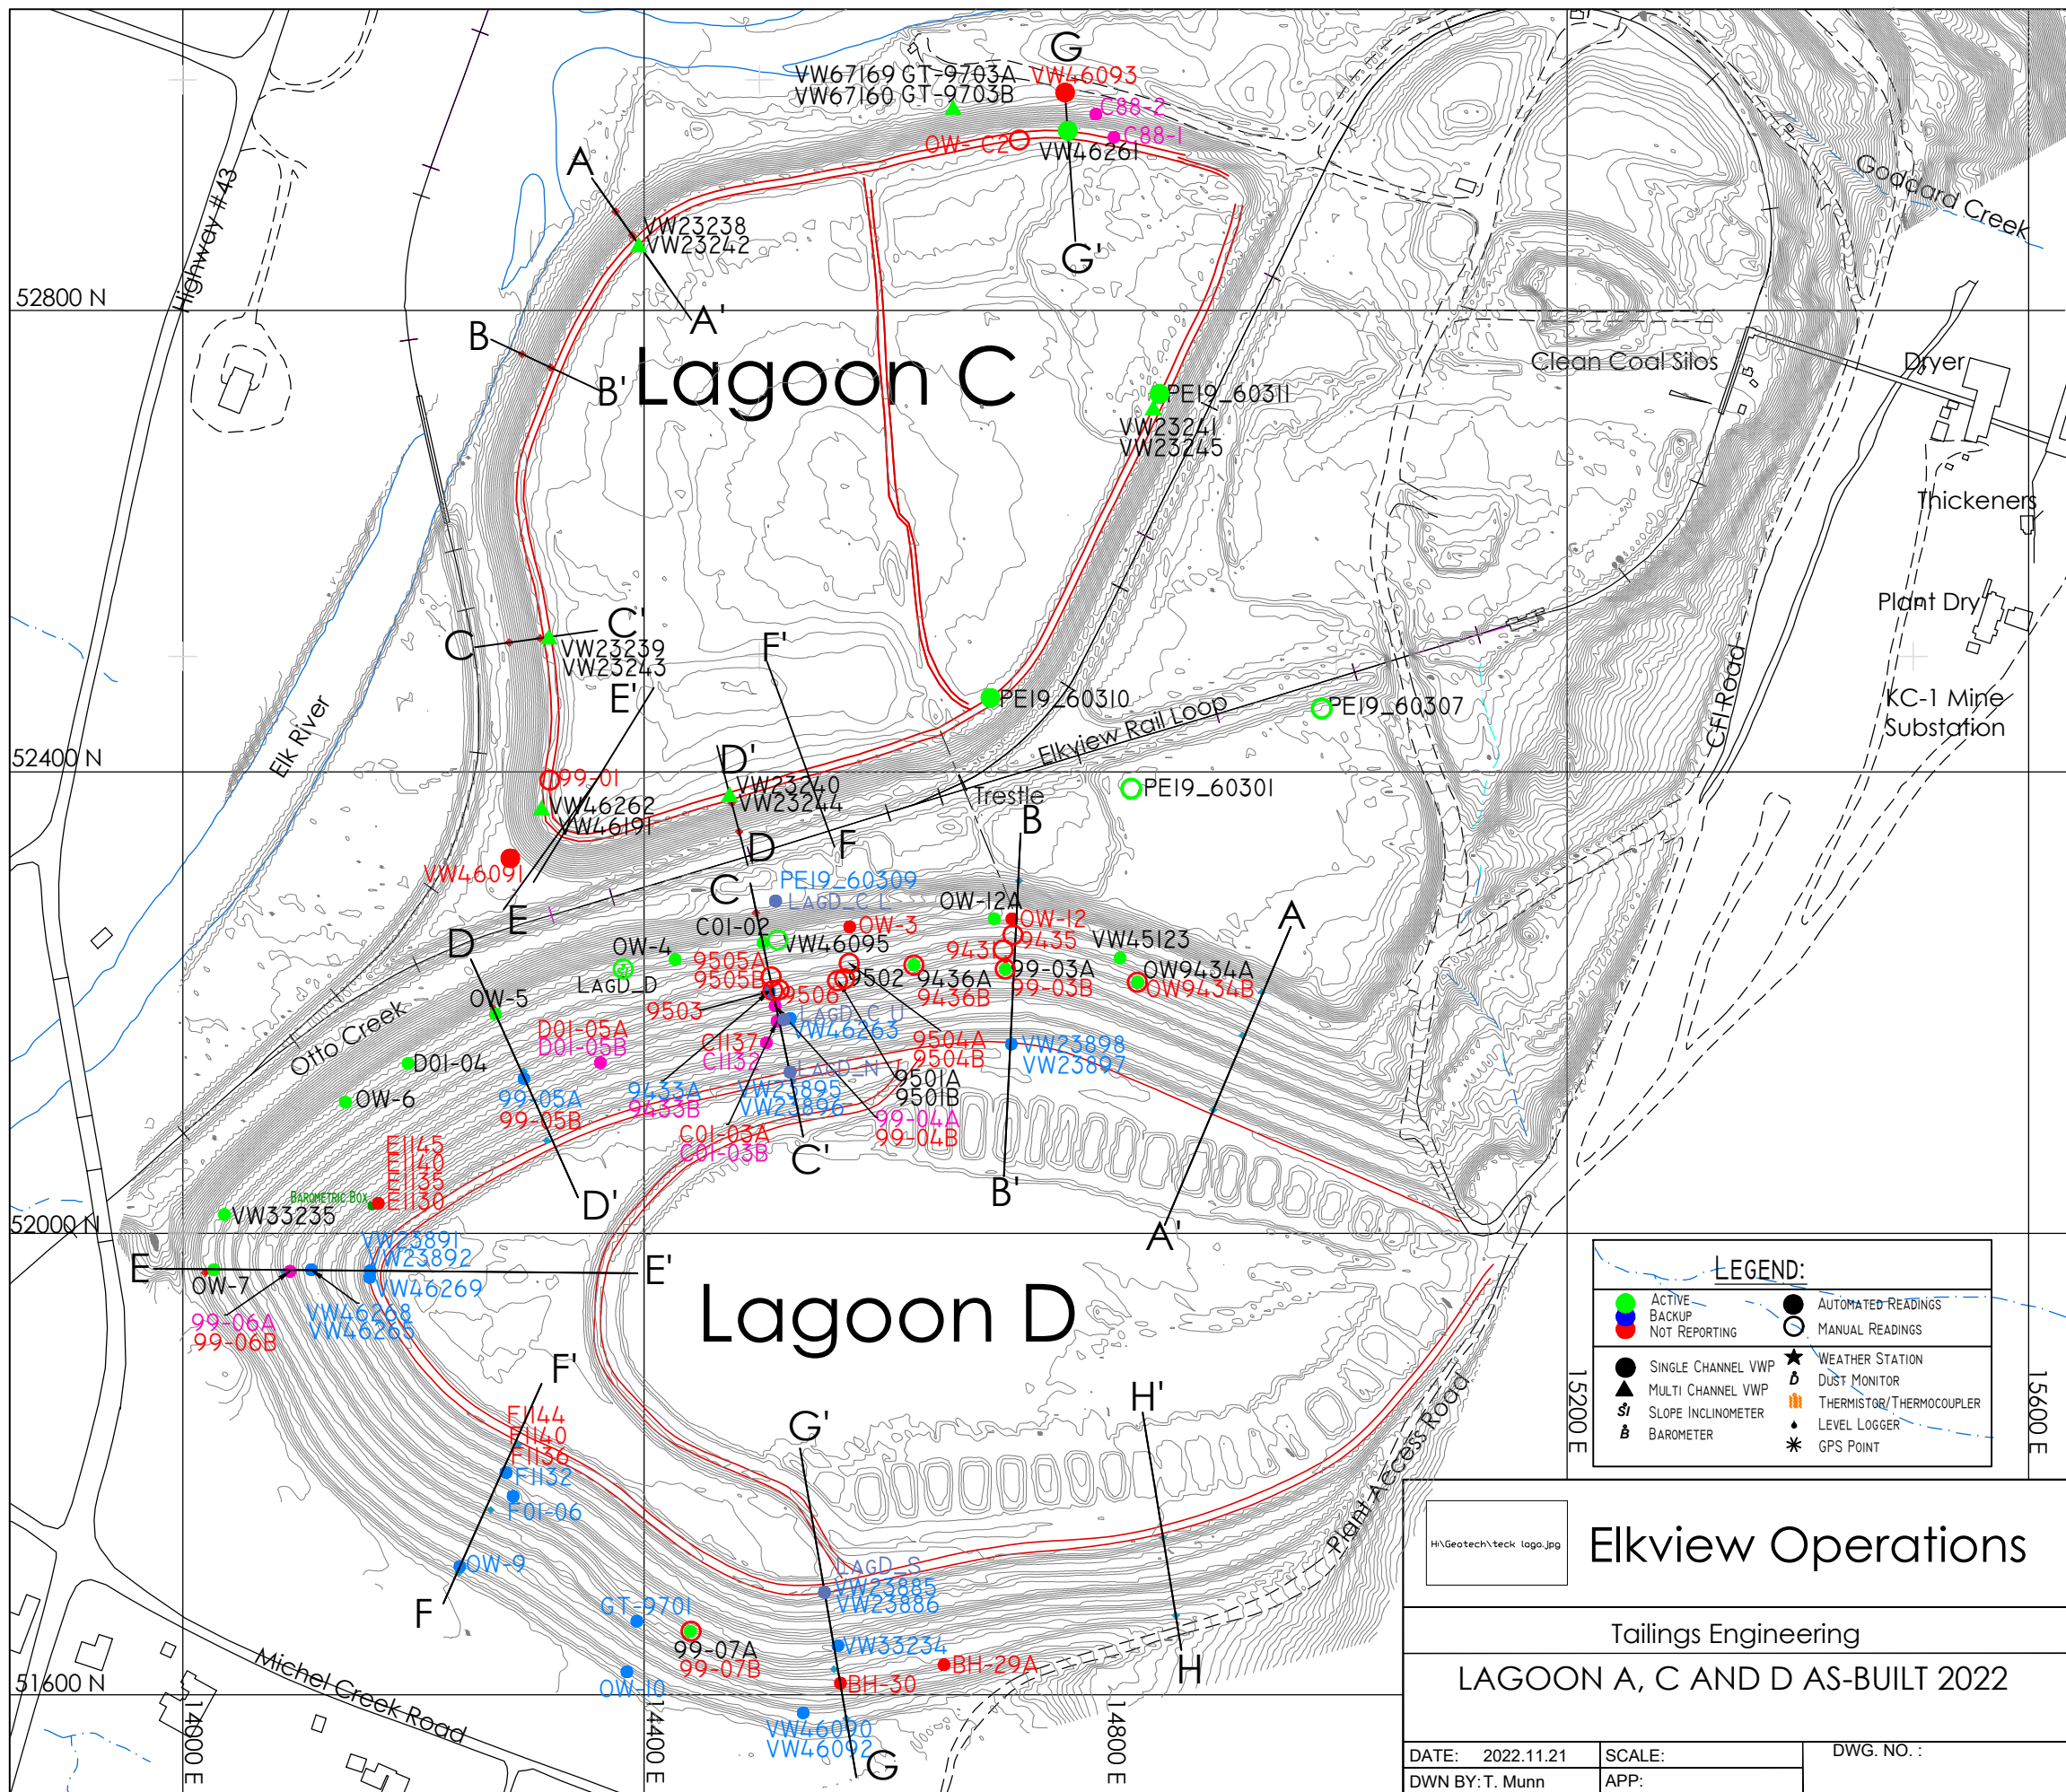 G
VW67169 GT-9703A
VW46093
VW67160 GT-9703B
C88-2
OW- C2
C88-1
VW46261
A
Goddard Creek
Highway #43
VW23238
VW23242
G'
52800 N
A'
B
B'
Lagoon C
Clean Coal Silos
Dryer
PE19_60311
VW23241
VW23245
Thickeners
Plant Dry
C
C'
VW23239
VW23243
F'
E'
PE19_60310
PE19_60307
CFI Road
KC-1 Mine
Substation
Elk River
Elkview Rail Loop
52400 N
D'
99-01
VW23240
VW23244
VW46262
VW46191
Trestle
PE19_60301
B
D
F
VW46091
PE19_60309
C
LAGD_C L
E
C01-02
OW-3
OW-12A
OW-12
A
D
OW-4
VW46095
9431
9435
VW45123
9505A
9505B
LAGD_D
9502
9436A
9436B
99-03A
99-03B
OW9434A
OW9434B
9503
9506
OW-5
LAGD_C U
VW46263
Otto Creek
D01-05A
D01-05B
C1137
C1132
9504A
9504B
VW23898
VW23897
D01-04
LAGD_N
9501A
9501B
OW-6
99-05A
99-05B
9433A
9433B
VW23895
VW23896
99-04A
99-04B
C01-03A
C01-03B
E1145
E1140
E1135
E1130
BAROMETRIC BOX
C'
B'
D'
A'
VW33235
52000 N
VW23891
VW23892
E
E'
VW46269
OW-7
99-06A
99-06B
VW46268
VW46265
Lagoon D
LEGEND:
ACTIVE
BACKUP
NOT REPORTING
AUTOMATED READINGS
MANUAL READINGS
SINGLE CHANNEL VWP
MULTI CHANNEL VWP
SLOPE INCLINOMETER
BAROMETER
WEATHER STATION
DUST MONITOR
THERMISTOR/THERMOCOUPLER
LEVEL LOGGER
GPS POINT
15200 E
15600 E
F'
F1144
F1140
F1136
F1132
F01-06
G'
H'
Plant Access Road
OW-9
F
LAGD_S
VW23885
VW23886
GT-9701
99-07A
99-07B
VW33234
BH-29A
BH-30
H
OW-10
51600 N
Michel Creek Road
14000 E
14400 E
14800 E
VW46090
VW46092
G
H:\Geotech\teck logo.jpg
Elkview Operations
Tailings Engineering
LAGOON A, C AND D AS-BUILT 2022
DATE: 2022.11.21
SCALE:
DWG. NO. :
DWN BY: T. Munn
APP: